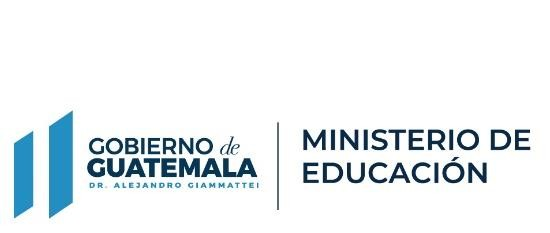 GOBIERNO de
GUATEMALA
DR. ALEJANDRO GIAMMATTEI
MINISTERIO DE
EDUCACIÓN